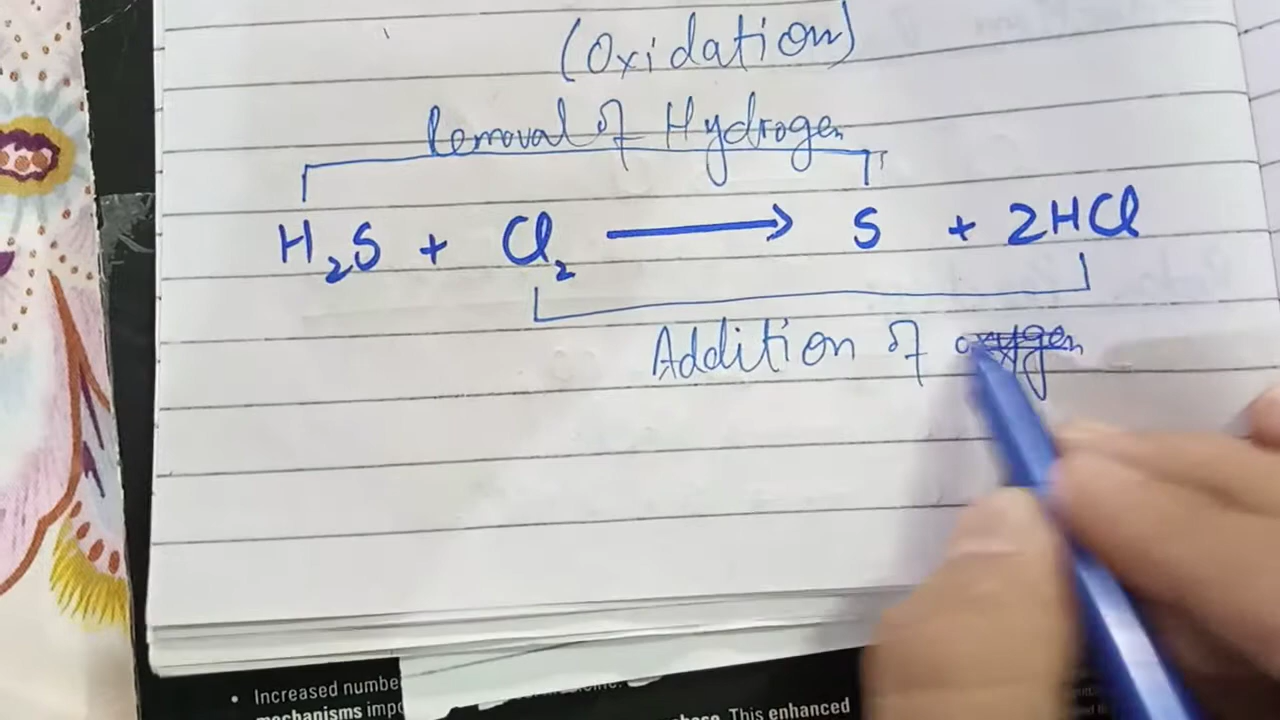 (Oxidation)
Removal of Hydrogen
H₂S + Cl₂ ⟶ S + 2HCl
Addition of oxygen
• Increased numbe
mechanisms impo
This enhanced